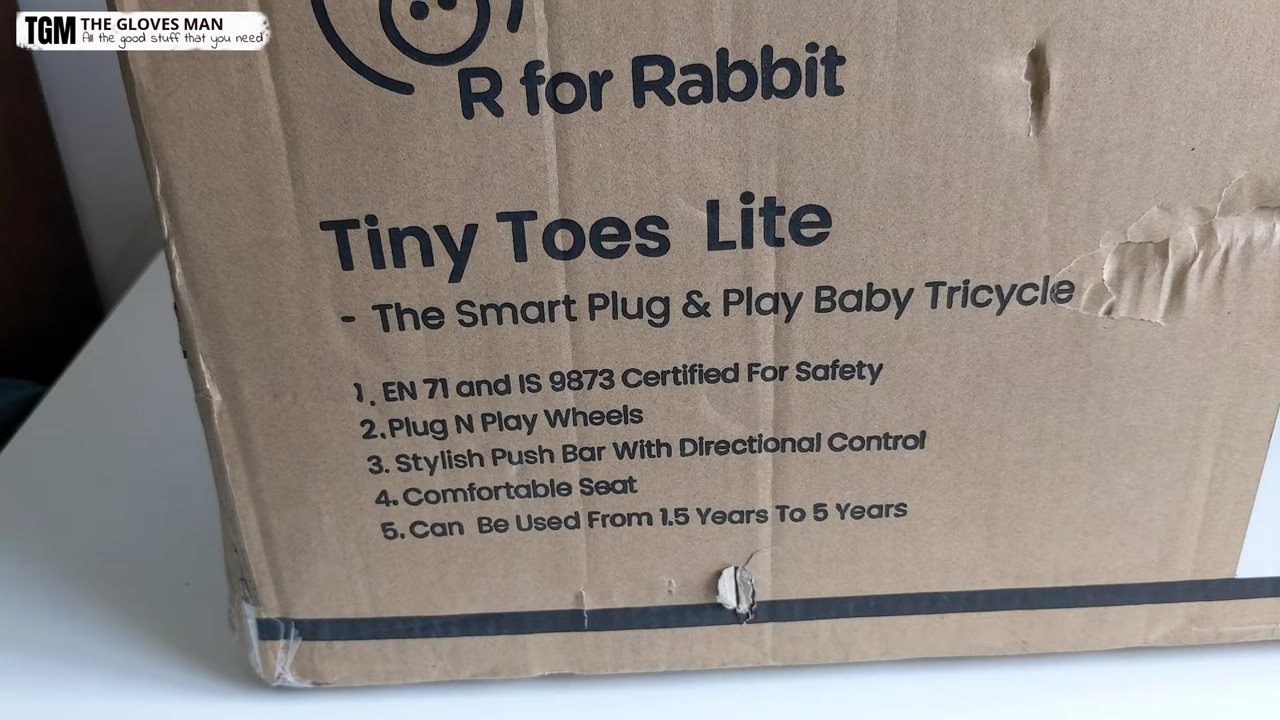 TGM THE GLOVES MAN
All the good stuff that you need
R for Rabbit
Tiny Toes Lite
- The Smart Plug & Play Baby Tricycle
1. EN 71 and IS 9873 Certified For Safety
2.Plug N Play Wheels
3. Stylish Push Bar With Directional Control
4. Comfortable Seat
5. Can Be Used From 1.5 Years To 5 Years